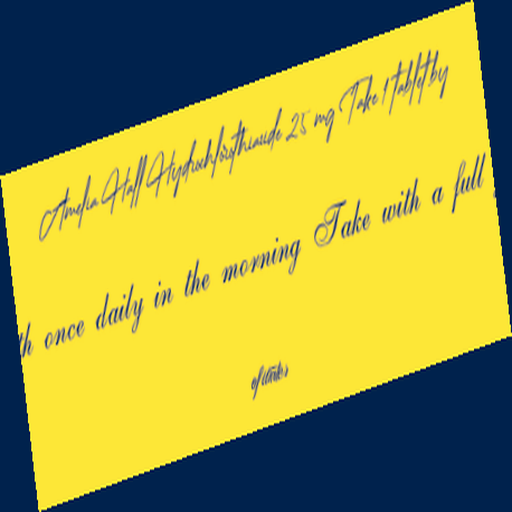 Amelia Hall Hydrochlorothiazide 25 mg Take 1 tablet by
th once daily in the morning Take with a full
of water